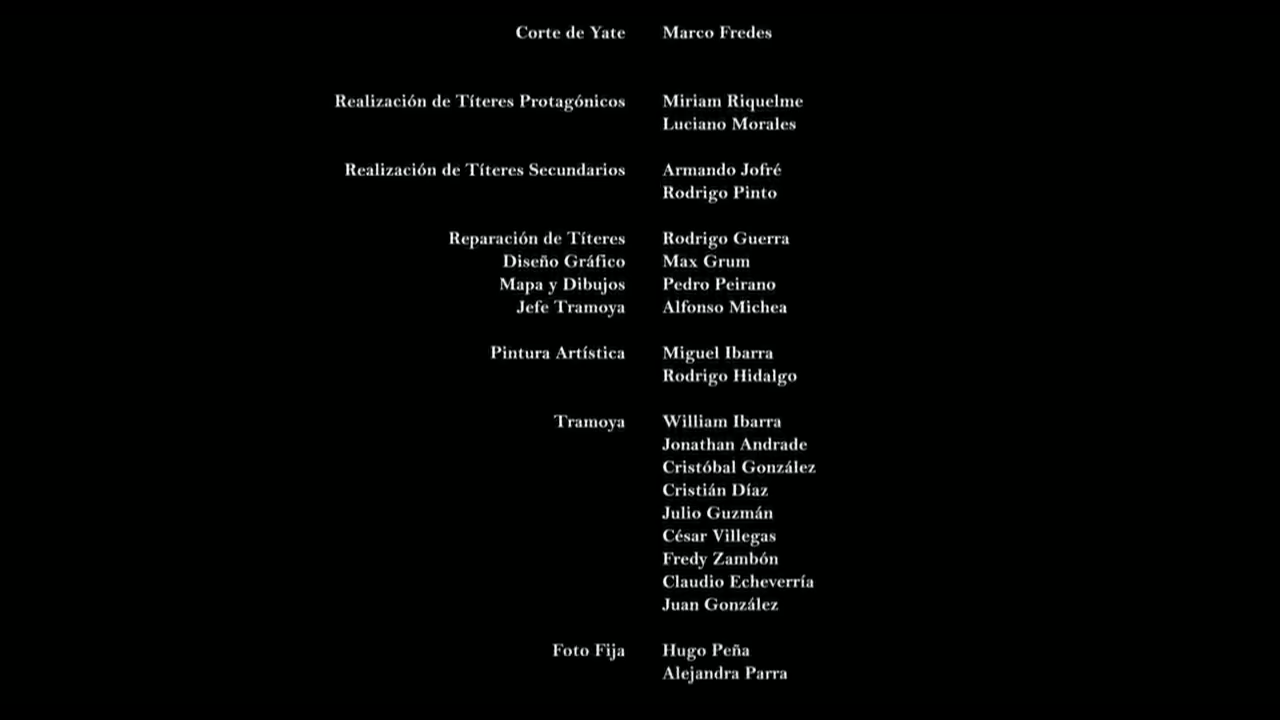 Corte de Yate Marco Fredes
Realización de Títeres Protagónicos Miriam Riquelme
Luciano Morales
Realización de Títeres Secundarios Armando Jofré
Rodrigo Pinto
Reparación de Títeres Rodrigo Guerra
Diseño Gráfico Max Grum
Mapa y Dibujos Pedro Peirano
Jefe Tramoya Alfonso Michea
Pintura Artística Miguel Ibarra
Rodrigo Hidalgo
Tramoya William Ibarra
Jonathan Andrade
Cristóbal González
Cristián Díaz
Julio Guzmán
César Villegas
Fredy Zambón
Claudio Echeverría
Juan González
Foto Fija Hugo Peña
Alejandra Parra